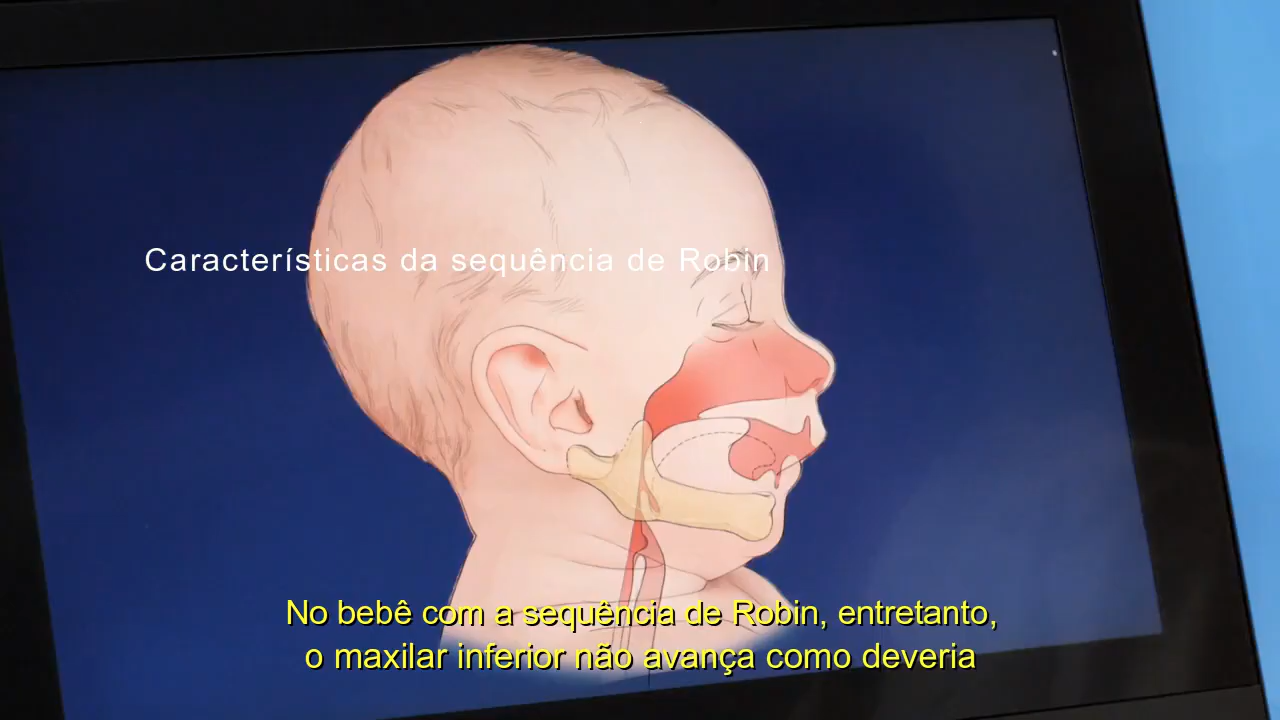 Características da sequência de Robin
No bebê com a sequência de Robin, entretanto,
o maxilar inferior não avança como deveria